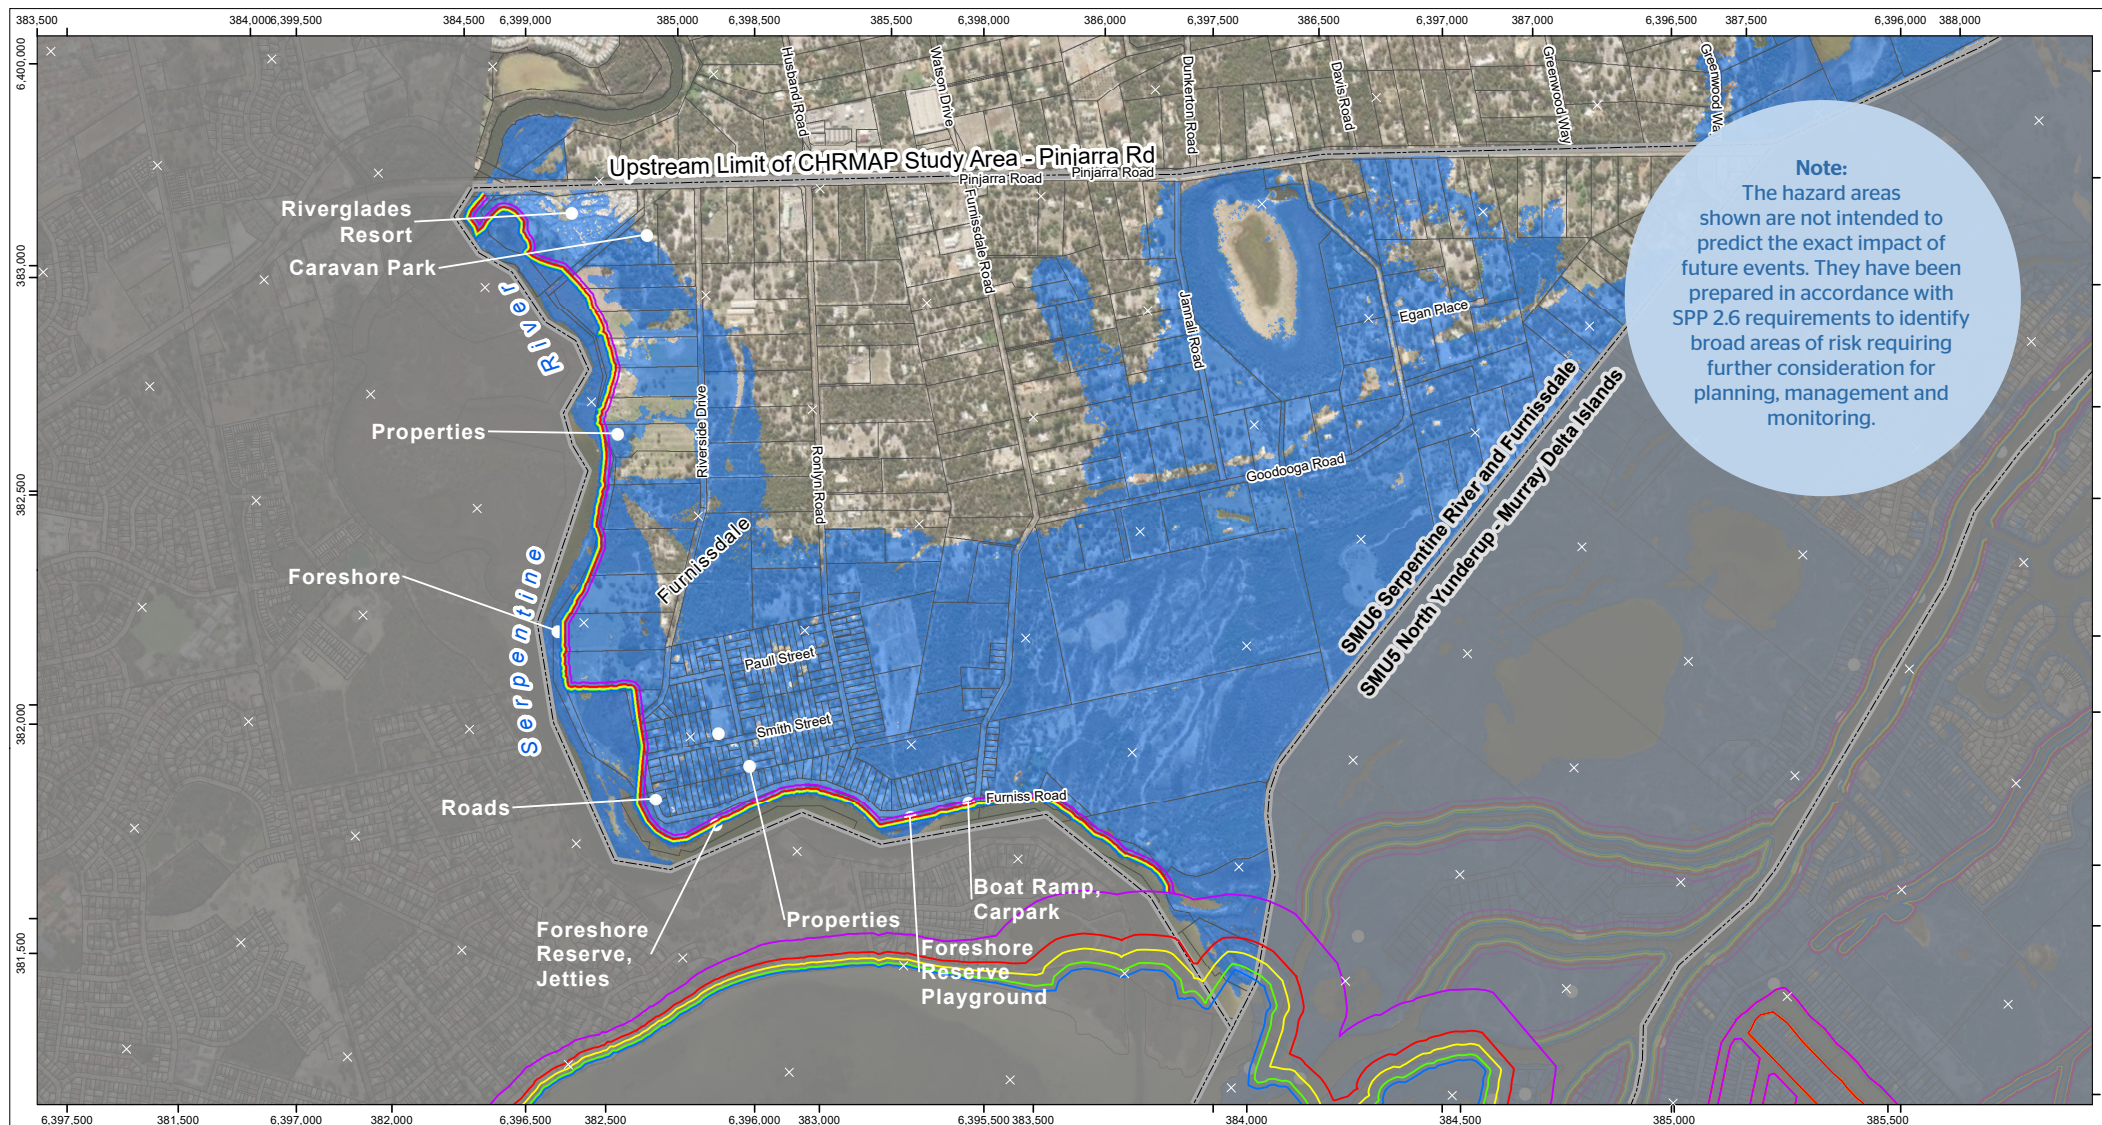 383,500
384,000
6,399,500
384,500
6,399,000
385,000
6,398,500
385,500
6,398,000
386,000
6,397,500
386,500
6,397,000
387,000
6,396,500
387,500
6,396,000
388,000
6,400,000
383,000
382,500
382,000
381,500
Husband Road
Watson Drive
Dunkerton Road
Davis Road
Greenwood Way
Greenwood Wa
Upstream Limit of CHRMAP Study Area - Pinjarra Rd
Pinjarra Road
Pinjarra Road
Riverglades
Resort
Caravan Park
Furnissdale Road
Jannali Road
Egan Place
Serpentine River
Properties
Riverside Drive
Ronlyn Road
Goodooga Road
Furnissdale
Foreshore
SMU6 Serpentine River and Furnissdale
SMU5 North Yunderup - Murray Delta Islands
Note:
The hazard areas
shown are not intended to
predict the exact impact of
future events. They have been
prepared in accordance with
SPP 2.6 requirements to identify
broad areas of risk requiring
further consideration for
planning, management and
monitoring.
Paull Street
Smith Street
Roads
Furniss Road
Foreshore
Reserve,
Jetties
Properties
Boat Ramp,
Carpark
Foreshore
Reserve
Playground
6,397,500
381,500
6,397,000
382,000
6,396,500
382,500
6,396,000
383,000
6,395,500
383,500
384,000
384,500
385,000
385,500